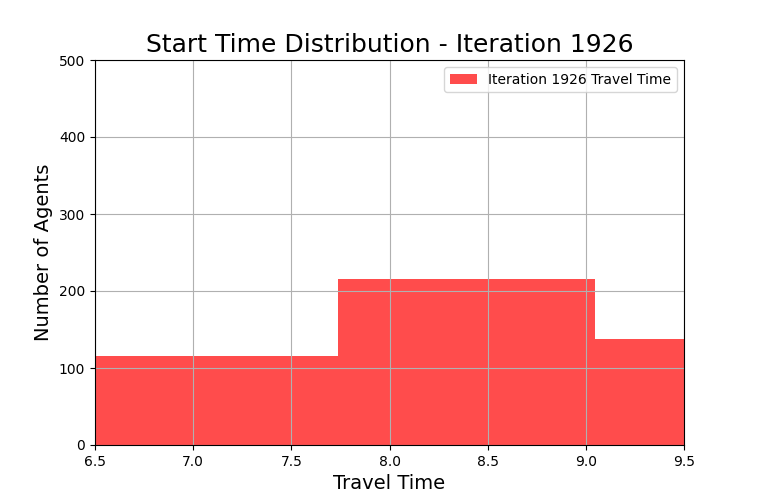 Start Time Distribution - Iteration 1926
Iteration 1926 Travel Time
Number of Agents
500
400
300
200
100
0
6.5 7.0 7.5 8.0 8.5 9.0 9.5
Travel Time